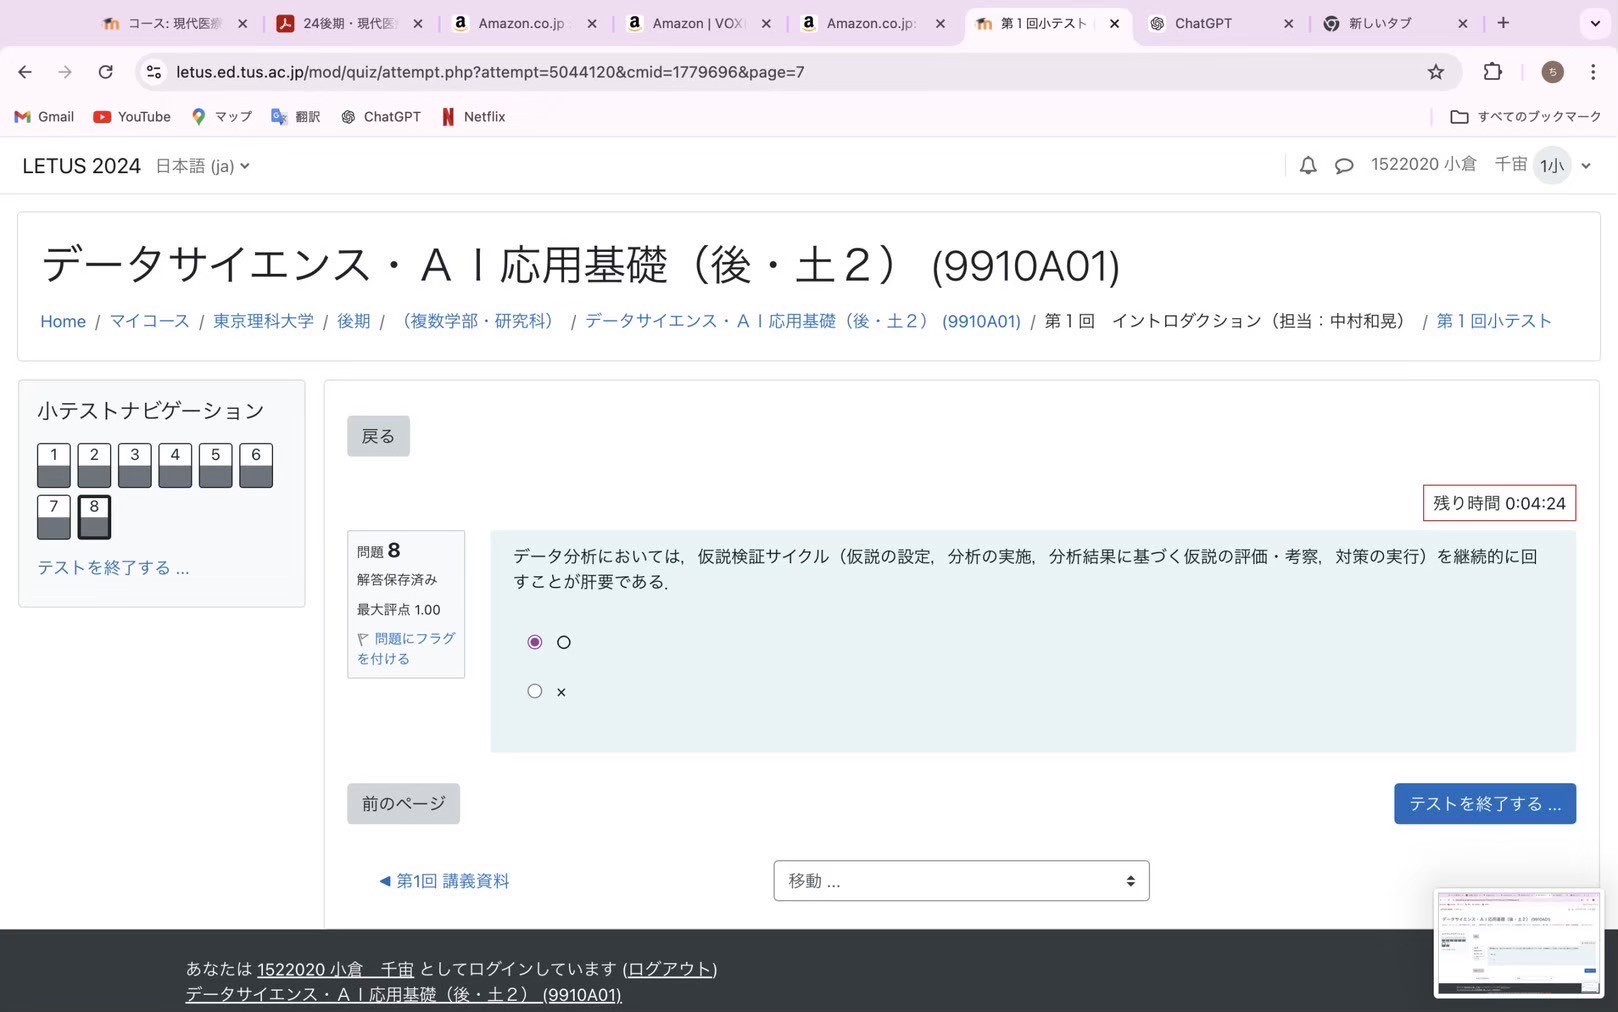 コース: 現代医療
24後期・現代医
Amazon.co.jp
Amazon | VOX
Amazon.co.jp:
第１回小テスト
ChatGPT
新しいタブ
letus.ed.tus.ac.jp/mod/quiz/attempt.php?attempt=5044120&cmid=1779696&page=7
ち
Gmail
YouTube
マップ
翻訳
ChatGPT
Netflix
すべてのブックマーク
LETUS 2024
日本語 (ja)
1522020 小倉　千宙
1小
データサイエンス・ＡＩ応用基礎（後・土２） (9910A01)
Home / マイコース / 東京理科大学 / 後期 / （複数学部・研究科） / データサイエンス・ＡＩ応用基礎（後・土２） (9910A01) / 第１回　イントロダクション（担当：中村和晃） / 第１回小テスト
小テストナビゲーション
1 2 3 4 5 6
7 8
テストを終了する ...
戻る
残り時間 0:04:24
問題 8
解答保存済み
最大評点 1.00
問題にフラグ
を付ける
データ分析においては，仮説検証サイクル（仮説の設定，分析の実施，分析結果に基づく仮説の評価・考察，対策の実行）を継続的に回
すことが肝要である．
○
×
前のページ
テストを終了する ...
◀ 第1回 講義資料
移動 ...
あなたは 1522020 小倉　千宙 としてログインしています (ログアウト)
データサイエンス・ＡＩ応用基礎（後・土２） (9910A01)